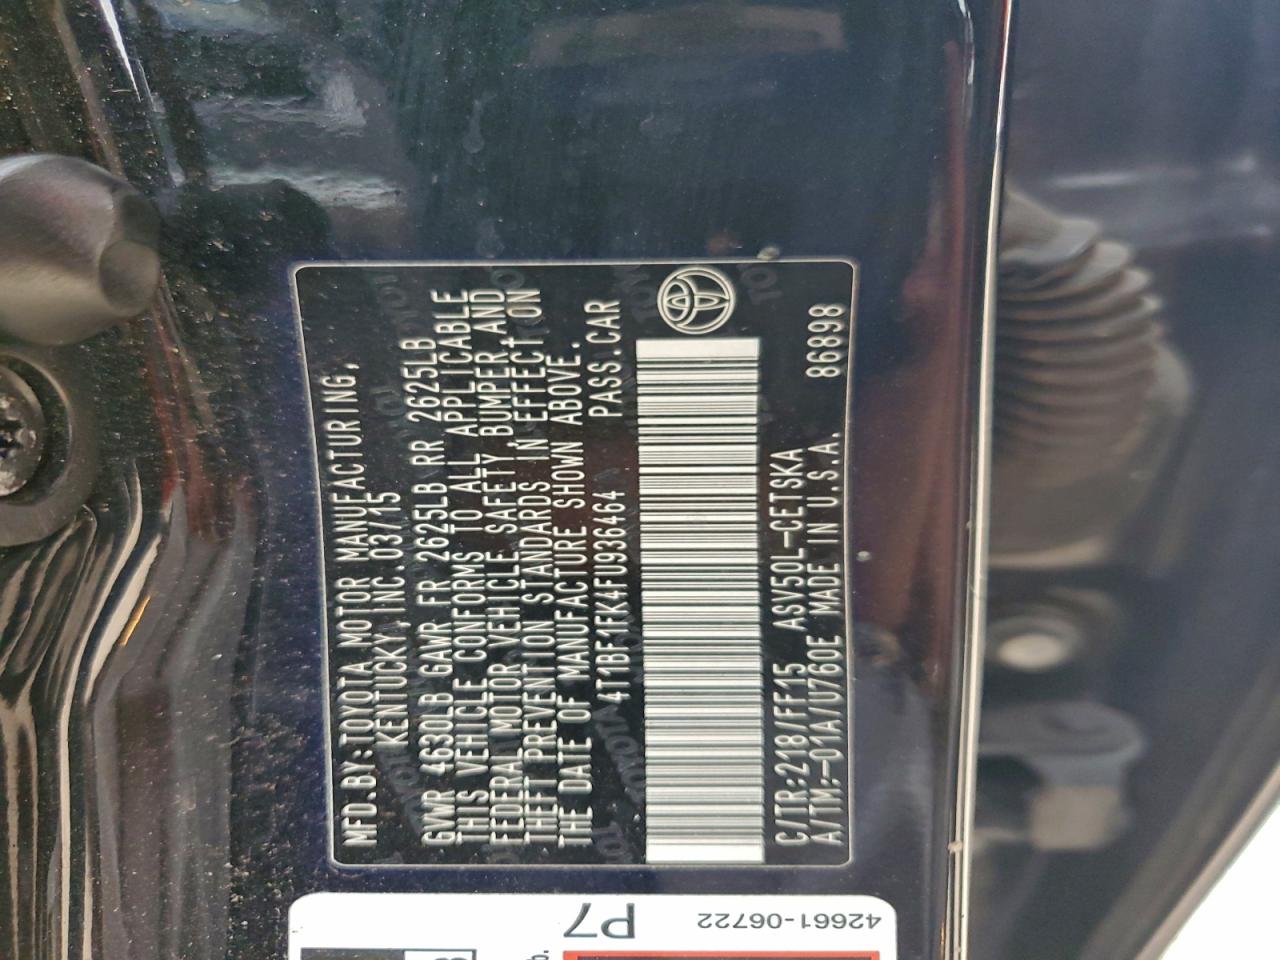 MFD.BY:TOYOTA MOTOR MANUFACTURING,
KENTUCKY,INC.03/15
GVWR 4630LB GAWR FR 2625LB RR 2625LB
THIS VEHICLE CONFORMS TO ALL APPLICABLE
FEDERAL MOTOR VEHICLE SAFETY,BUMPER,AND
THEFT PREVENTION STANDARDS IN EFFECT ON
THE DATE OF MANUFACTURE SHOWN ABOVE.
4T1BF1FK4FU936464 PASS.CAR
C/TR:218/FF15 ASV50L-CETSKA
A/TM:-01A/U760E MADE IN U.S.A. 86898
P7
42661-06722